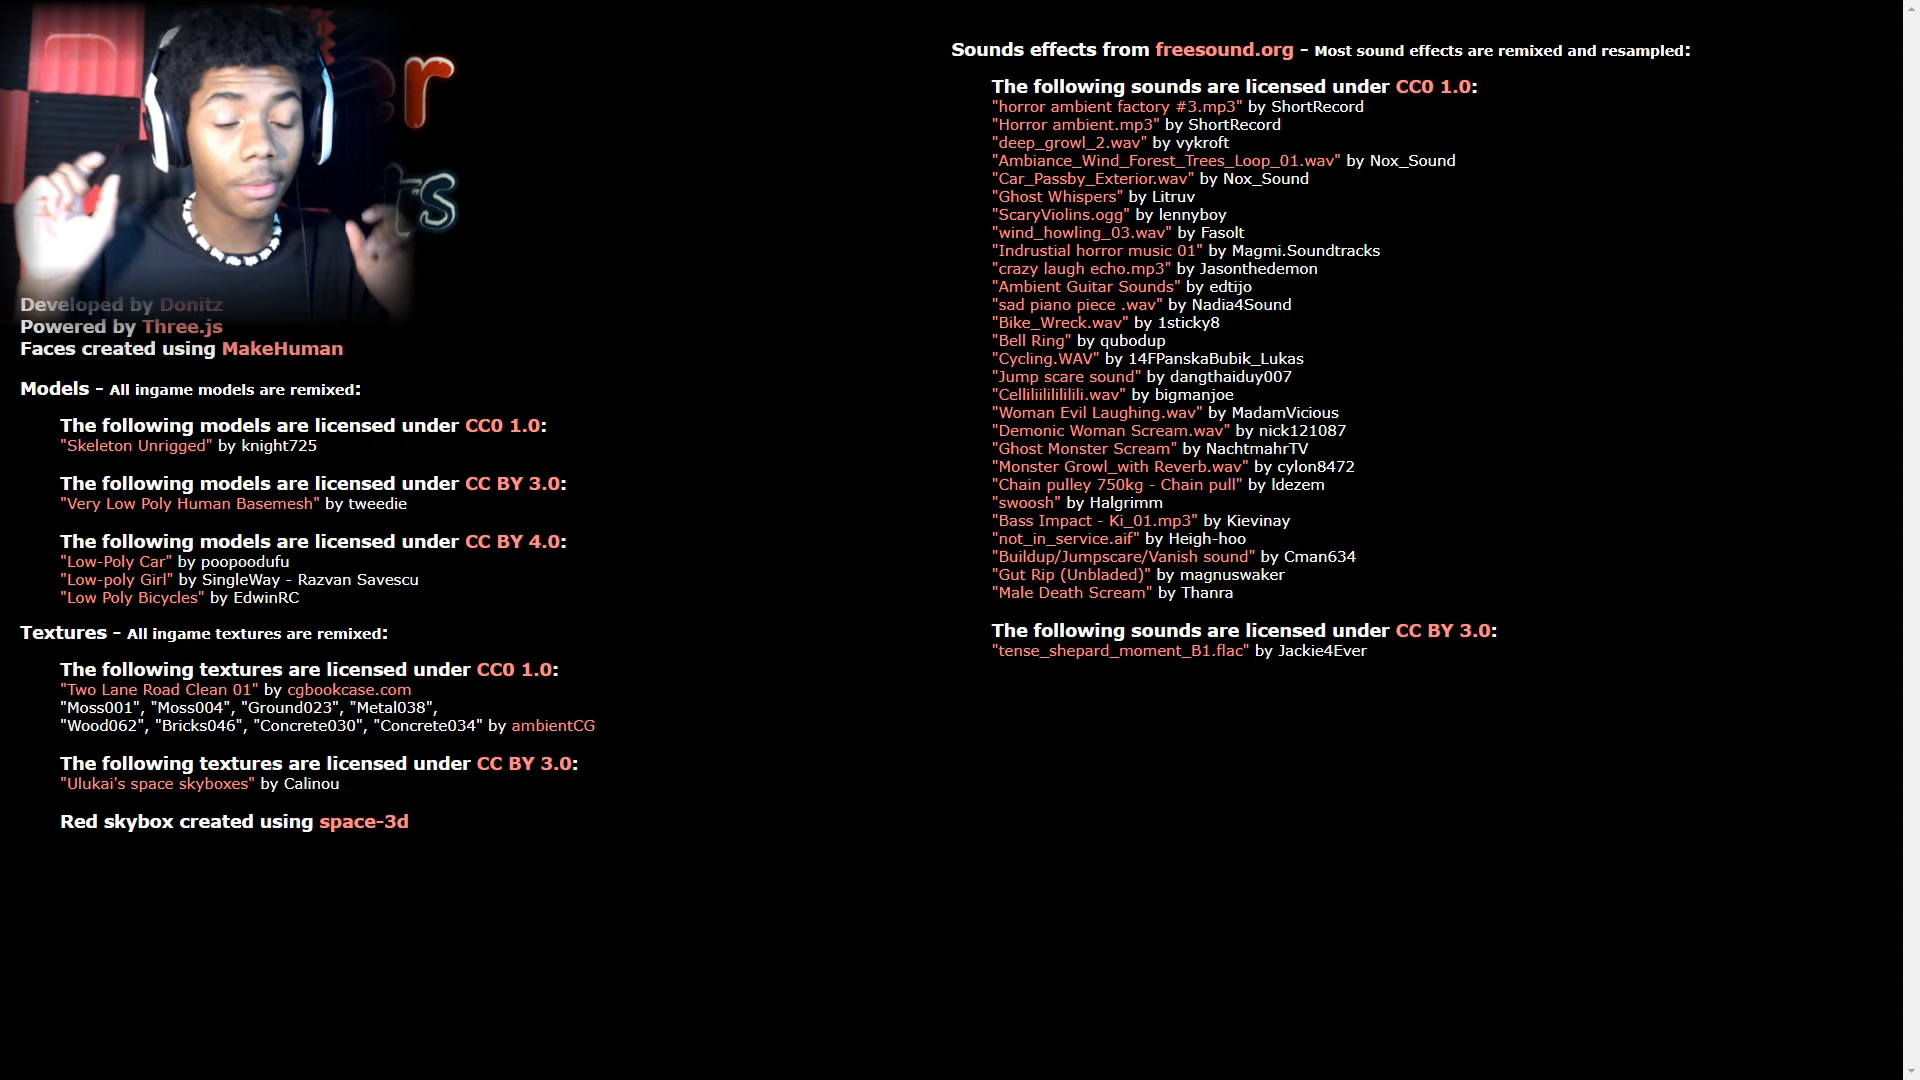 Developed by Donitz
Powered by Three.js
Faces created using MakeHuman
Models - All ingame models are remixed:
The following models are licensed under CC0 1.0:
"Skeleton Unrigged" by knight725
The following models are licensed under CC BY 3.0:
"Very Low Poly Human Basemesh" by tweedie
The following models are licensed under CC BY 4.0:
"Low-Poly Car" by poopoodufu
"Low-poly Girl" by SingleWay - Razvan Savescu
"Low Poly Bicycles" by EdwinRC
Textures - All ingame textures are remixed:
The following textures are licensed under CC0 1.0:
"Two Lane Road Clean 01" by cgbookcase.com
"Moss001", "Moss004", "Ground023", "Metal038",
"Wood062", "Bricks046", "Concrete030", "Concrete034" by ambientCG
The following textures are licensed under CC BY 3.0:
"Ulukai's space skyboxes" by Calinou
Red skybox created using space-3d
Sounds effects from freesound.org - Most sound effects are remixed and resampled:
The following sounds are licensed under CC0 1.0:
"horror ambient factory #3.mp3" by ShortRecord
"Horror ambient.mp3" by ShortRecord
"deep_growl_2.wav" by vykroft
"Ambiance_Wind_Forest_Trees_Loop_01.wav" by Nox_Sound
"Car_Passby_Exterior.wav" by Nox_Sound
"Ghost Whispers" by Litruv
"ScaryViolins.ogg" by lennyboy
"wind_howling_03.wav" by Fasolt
"Indrustial horror music 01" by Magmi.Soundtracks
"crazy laugh echo.mp3" by Jasonthedemon
"Ambient Guitar Sounds" by edtijo
"sad piano piece .wav" by Nadia4Sound
"Bike_Wreck.wav" by 1sticky8
"Bell Ring" by qubodup
"Cycling.WAV" by 14FPanskaBubik_Lukas
"Jump scare sound" by dangthaiduy007
"Celliliililililili.wav" by bigmanjoe
"Woman Evil Laughing.wav" by MadamVicious
"Demonic Woman Scream.wav" by nick121087
"Ghost Monster Scream" by NachtmahrTV
"Monster Growl_with Reverb.wav" by cylon8472
"Chain pulley 750kg - Chain pull" by ldezem
"swoosh" by Halgrimm
"Bass Impact - Ki_01.mp3" by Kievinay
"not_in_service.aif" by Heigh-hoo
"Buildup/Jumpscare/Vanish sound" by Cman634
"Gut Rip (Unbladed)" by magnuswaker
"Male Death Scream" by Thanra
The following sounds are licensed under CC BY 3.0:
"tense_shepard_moment_B1.flac" by Jackie4Ever